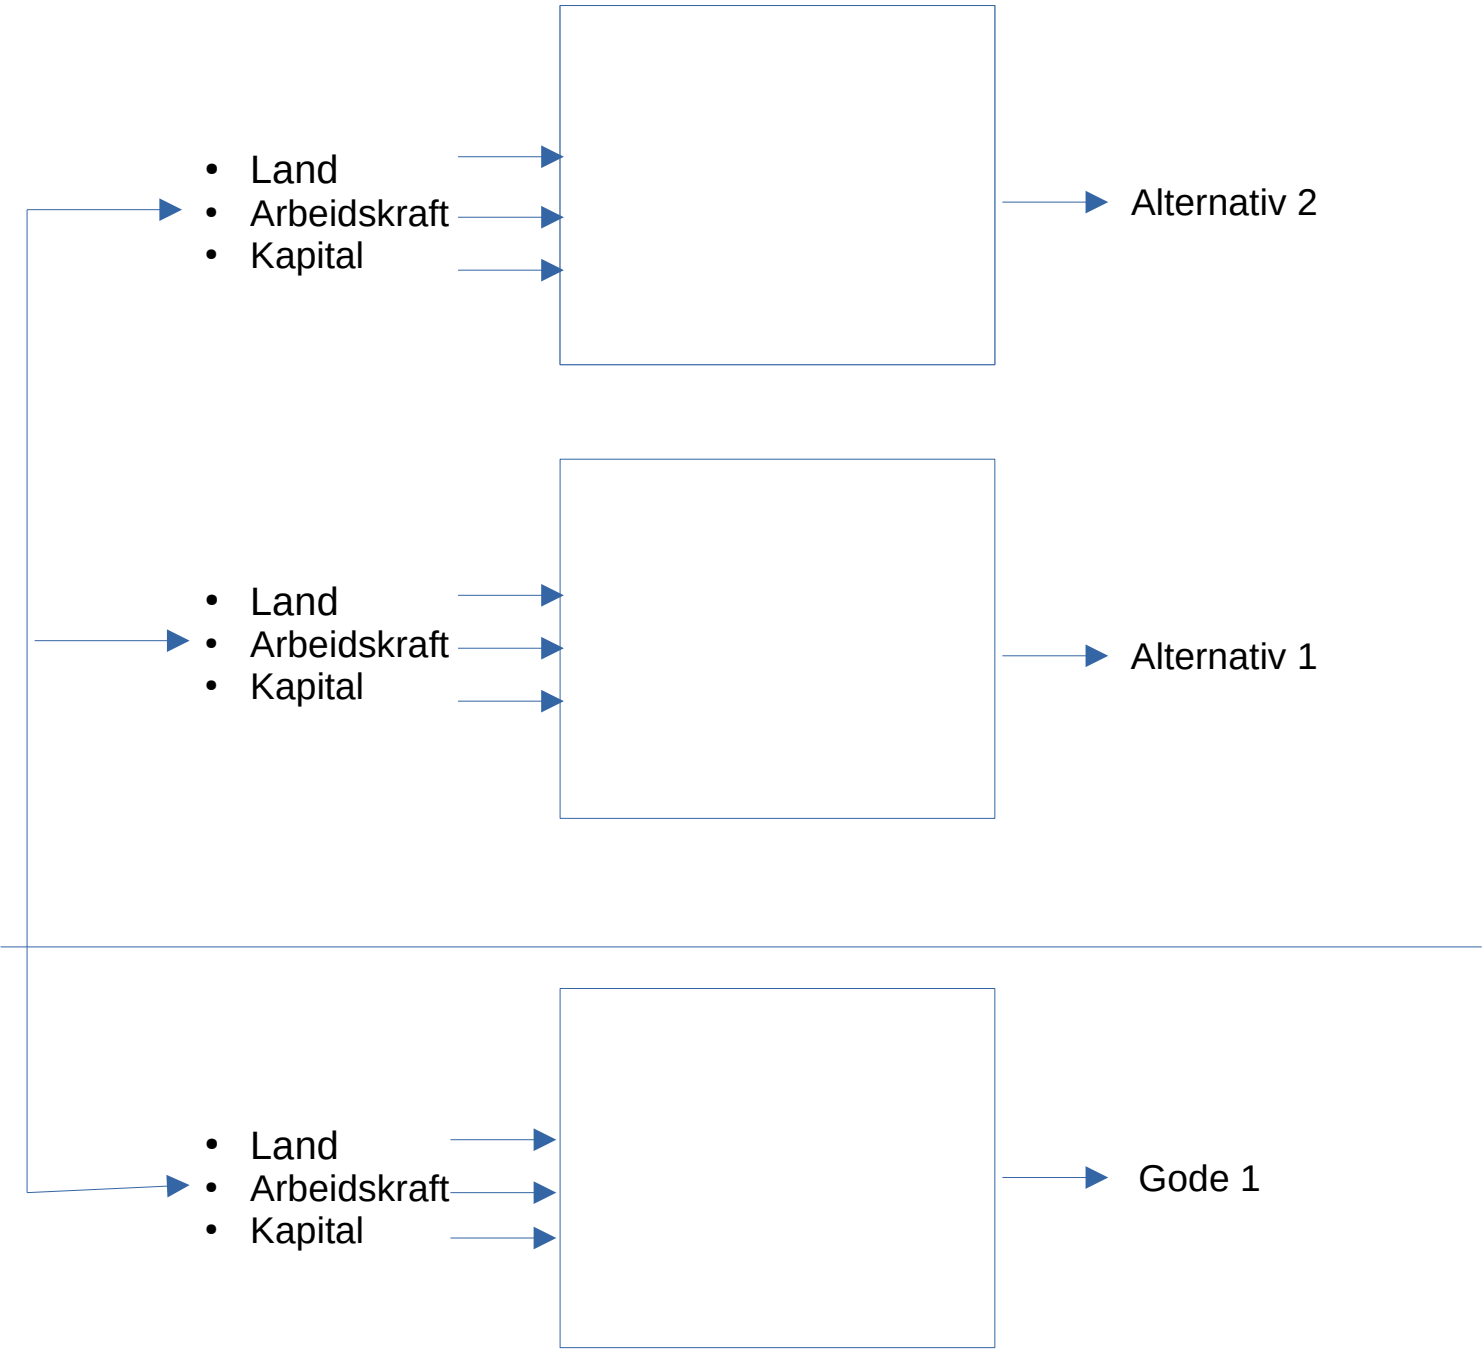 • Land
• Arbeidskraft
• Kapital
Alternativ 2
• Land
• Arbeidskraft
• Kapital
Alternativ 1
• Land
• Arbeidskraft
• Kapital
Gode 1